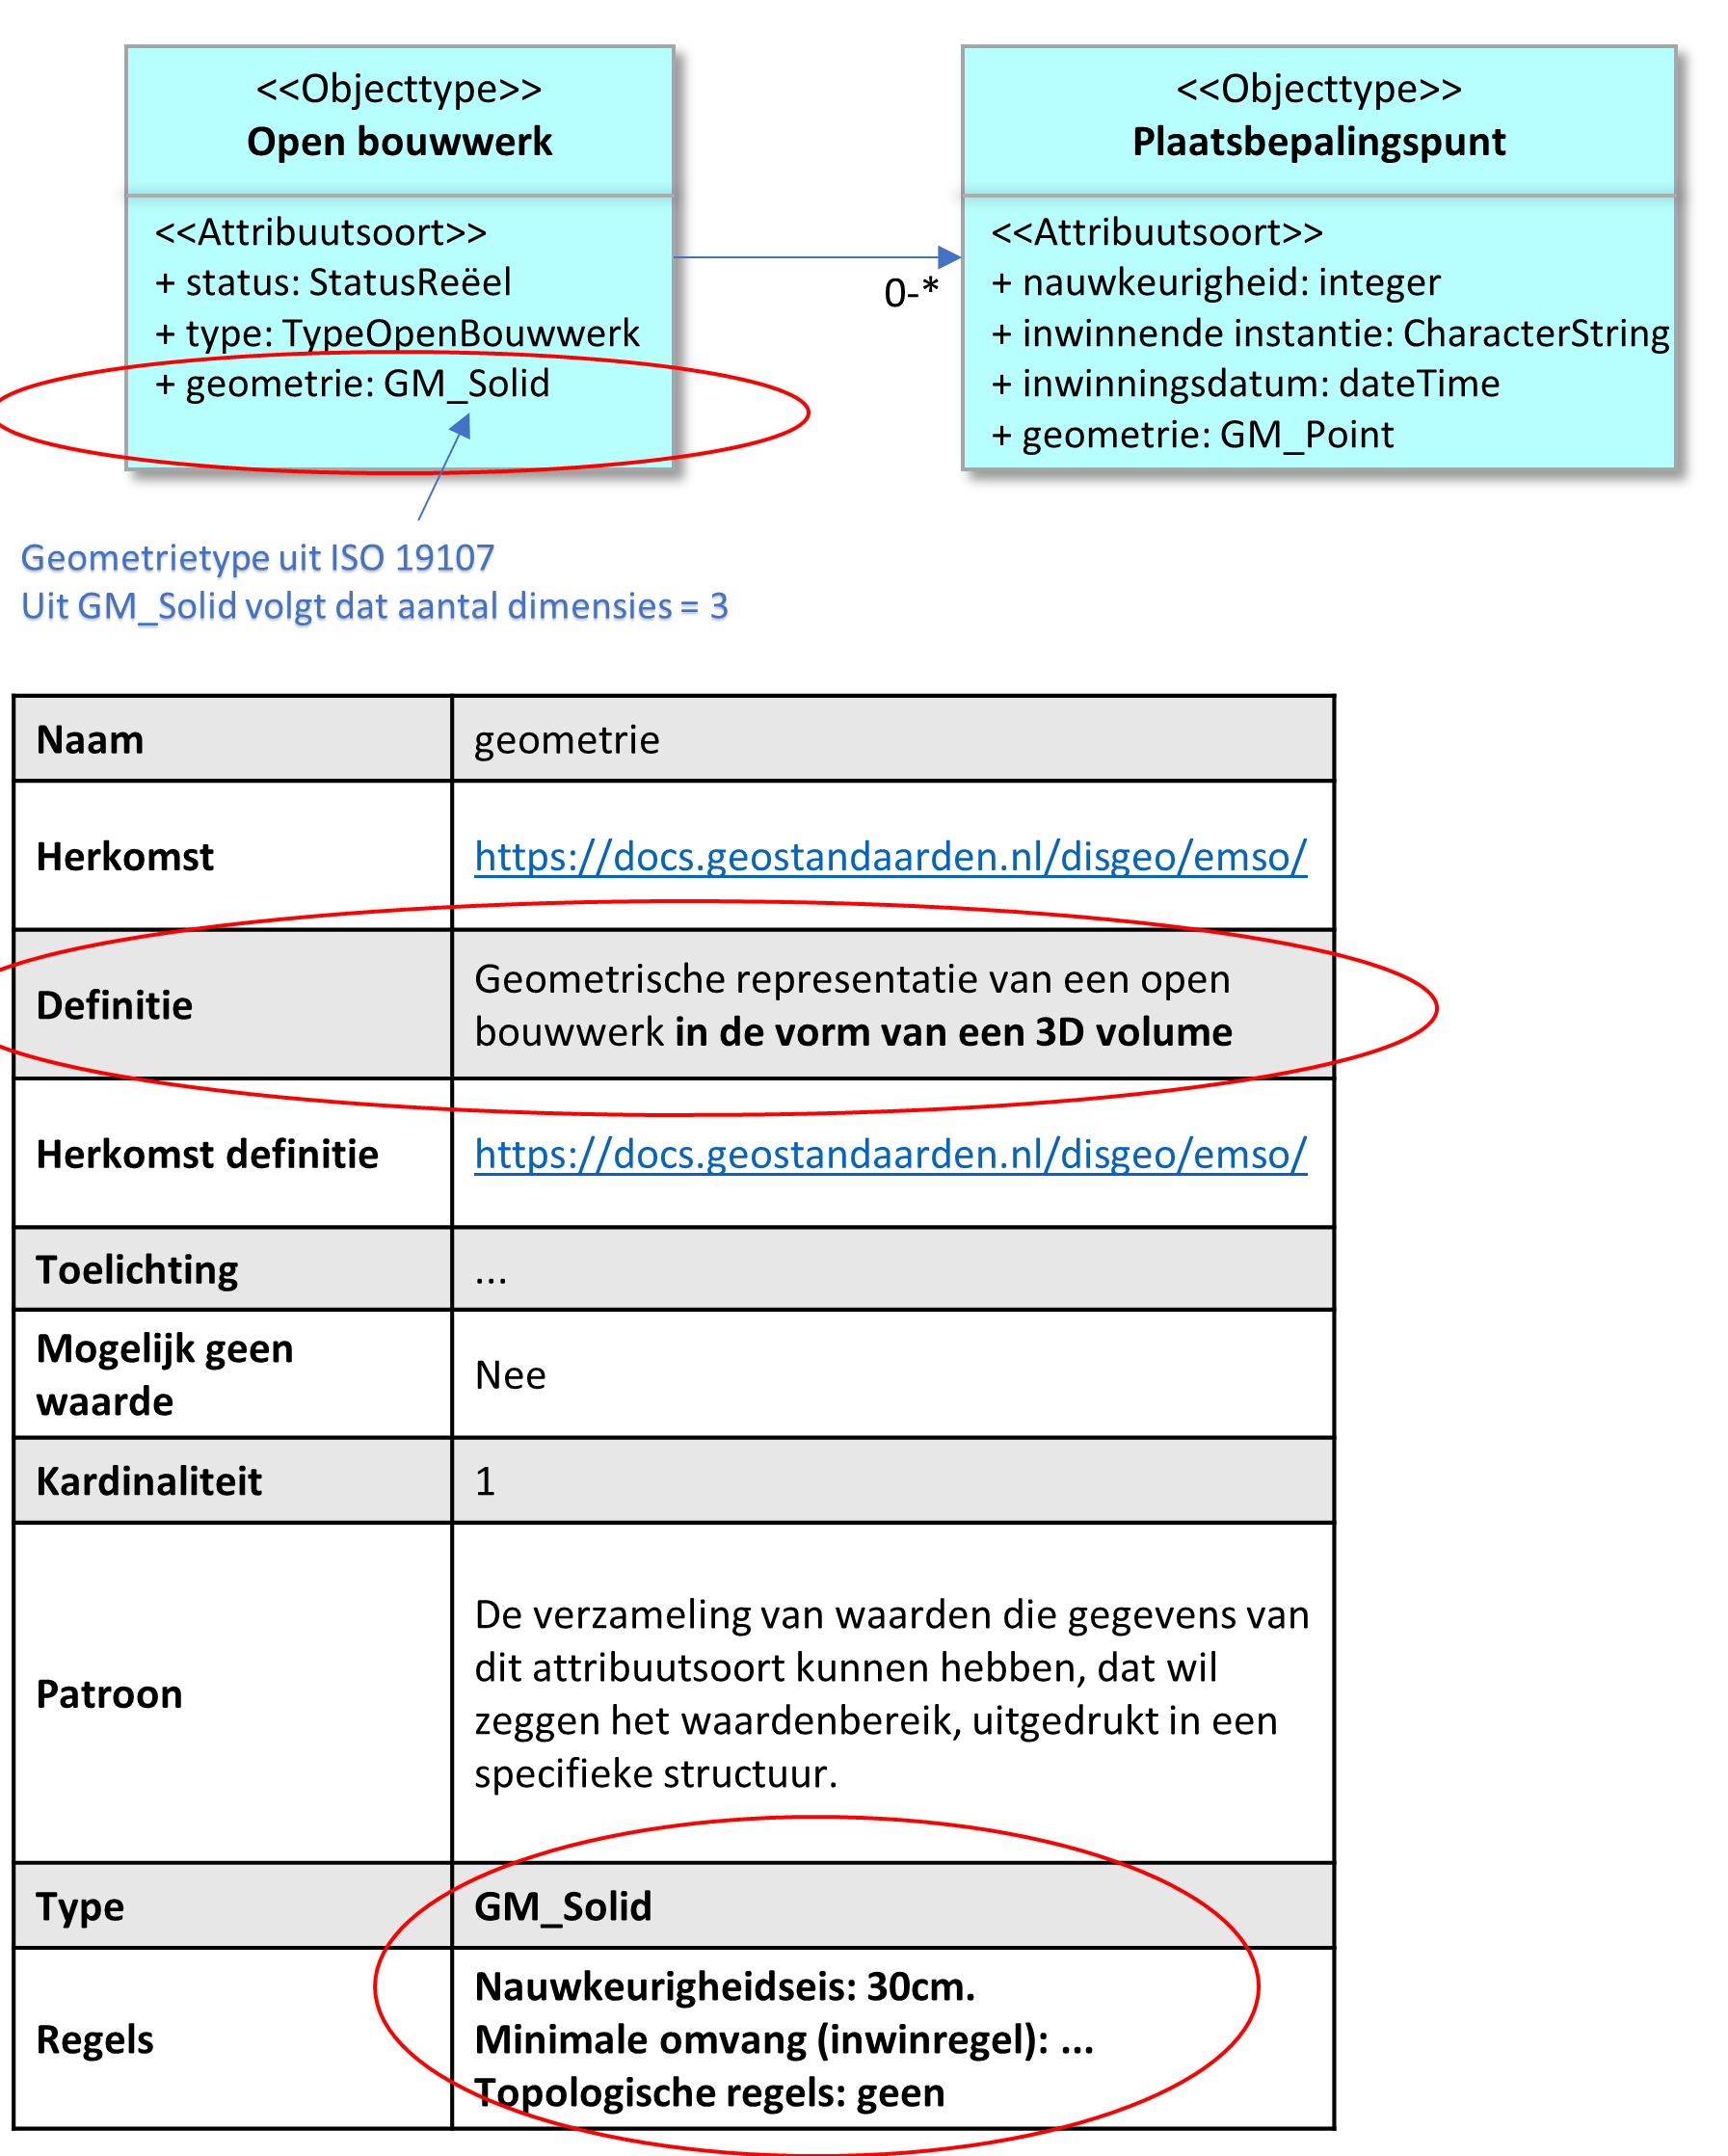 <<Objecttype>>
Open bouwwerk
<<Attribuutsoort>>
+ status: StatusReëel
+ type: TypeOpenBouwwerk
+ geometrie: GM_Solid
0-*
<<Objecttype>>
Plaatsbepalingspunt
<<Attribuutsoort>>
+ nauwkeurigheid: integer
+ inwinnende instantie: CharacterString
+ inwinningsdatum: dateTime
+ geometrie: GM_Point
Geometrietype uit ISO 19107
Uit GM_Solid volgt dat aantal dimensies = 3
Naam
geometrie
Herkomst
https://docs.geostandaarden.nl/disgeo/emso/
Definitie
Geometrische representatie van een open
bouwwerk in de vorm van een 3D volume
Herkomst definitie
https://docs.geostandaarden.nl/disgeo/emso/
Toelichting
...
Mogelijk geen
waarde
Nee
Kardinaliteit
1
Patroon
De verzameling van waarden die gegevens van
dit attribuutsoort kunnen hebben, dat wil
zeggen het waardenbereik, uitgedrukt in een
specifieke structuur.
Type
GM_Solid
Regels
Nauwkeurigheidseis: 30cm.
Minimale omvang (inwinregel): ...
Topologische regels: geen